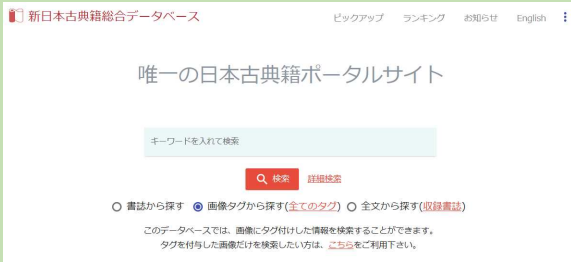 新日本古典籍総合データベース
ピックアップ ランキング お知らせ English
唯一の日本古典籍ポータルサイト
キーワードを入れて検索
検索 詳細検索
書誌から探す 画像タグから探す(全てのタグ) 全文から探す(収録書誌)
このデータベースでは、画像にタグ付けした情報を検索することができます。
タグを付与した画像だけを検索したい方は、こちらをご利用下さい。